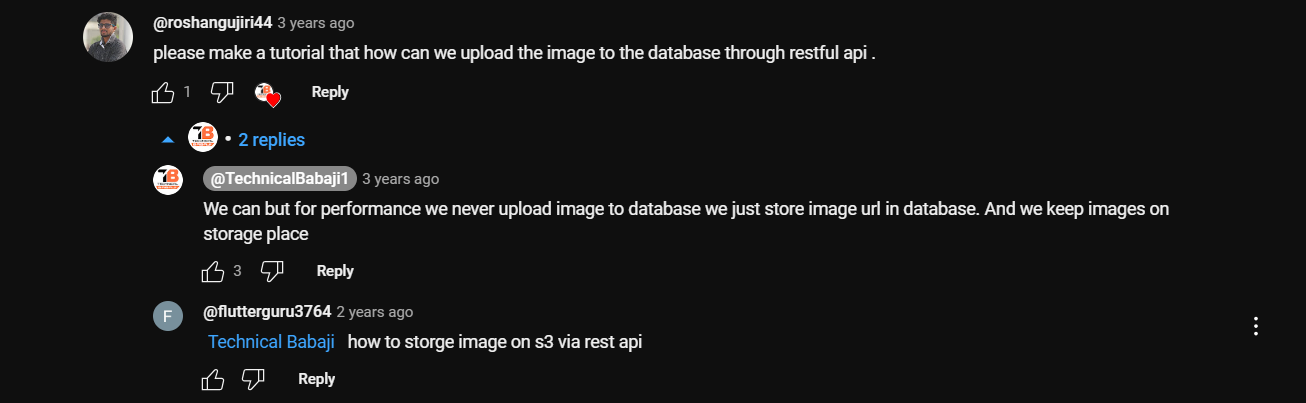 @roshangujiri44 3 years ago
please make a tutorial that how can we upload the image to the database through restful api .
1 Reply
• 2 replies
@TechnicalBabaji1 3 years ago
We can but for performance we never upload image to database we just store image url in database. And we keep images on
storage place
3 Reply
F @flutterguru3764 2 years ago
Technical Babaji how to storge image on s3 via rest api
Reply